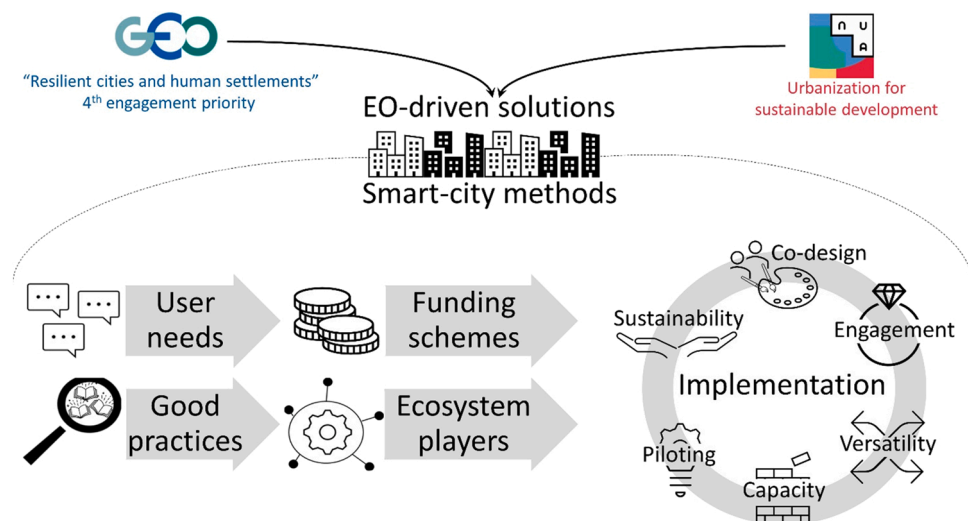 GEO
“Resilient cities and human settlements”
4th engagement priority
N U
A
Urbanization for
sustainable development
EO-driven solutions
Smart-city methods
User
needs
Funding
schemes
Good
practices
Ecosystem
players
Co-design
Engagement
Sustainability
Implementation
Versatility
Piloting
Capacity